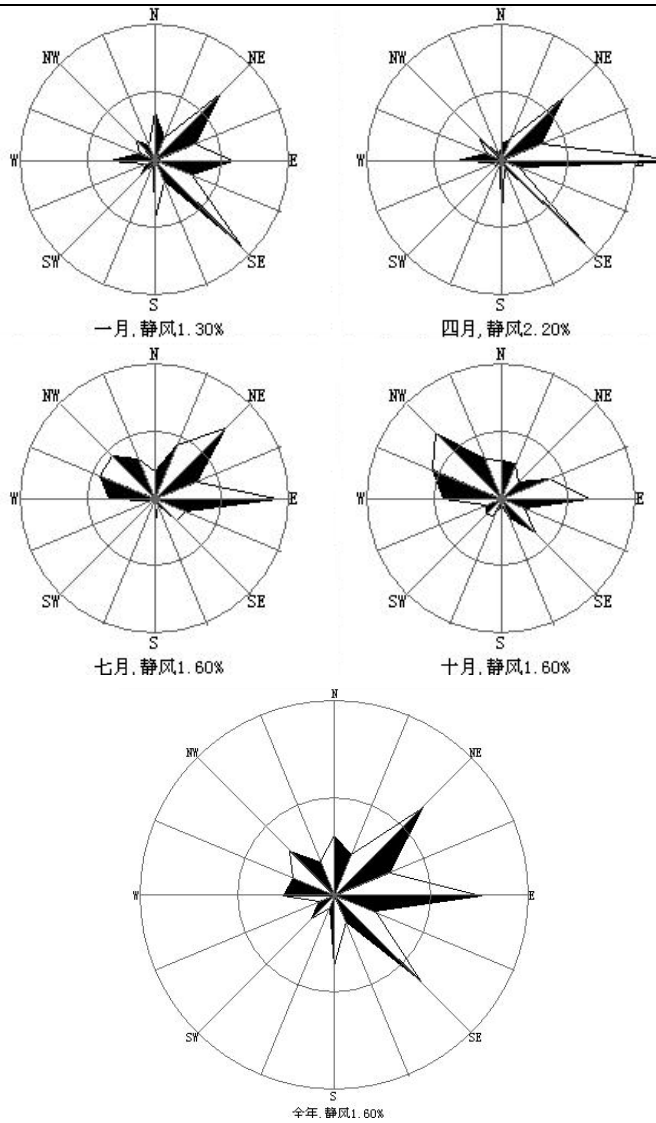 N N
NW NE NW NE
W E W E
SW SE SW SE
S S
一月,静风1.30% 四月,静风2.20%
N N
NW NE NW NE
W E W E
SW SE SW SE
S S
七月,静风1.60% 十月,静风1.60%
N
NW NE
W E
SW SE
S
全年,静风1.60%